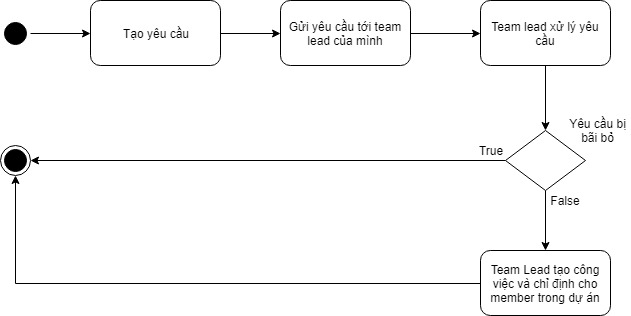 Tạo yêu cầu
Gửi yêu cầu tới team
lead của mình
Team lead xử lý yêu
cầu
Yêu cầu bị
bãi bỏ
True
False
Team Lead tạo công
việc và chỉ định cho
member trong dự án